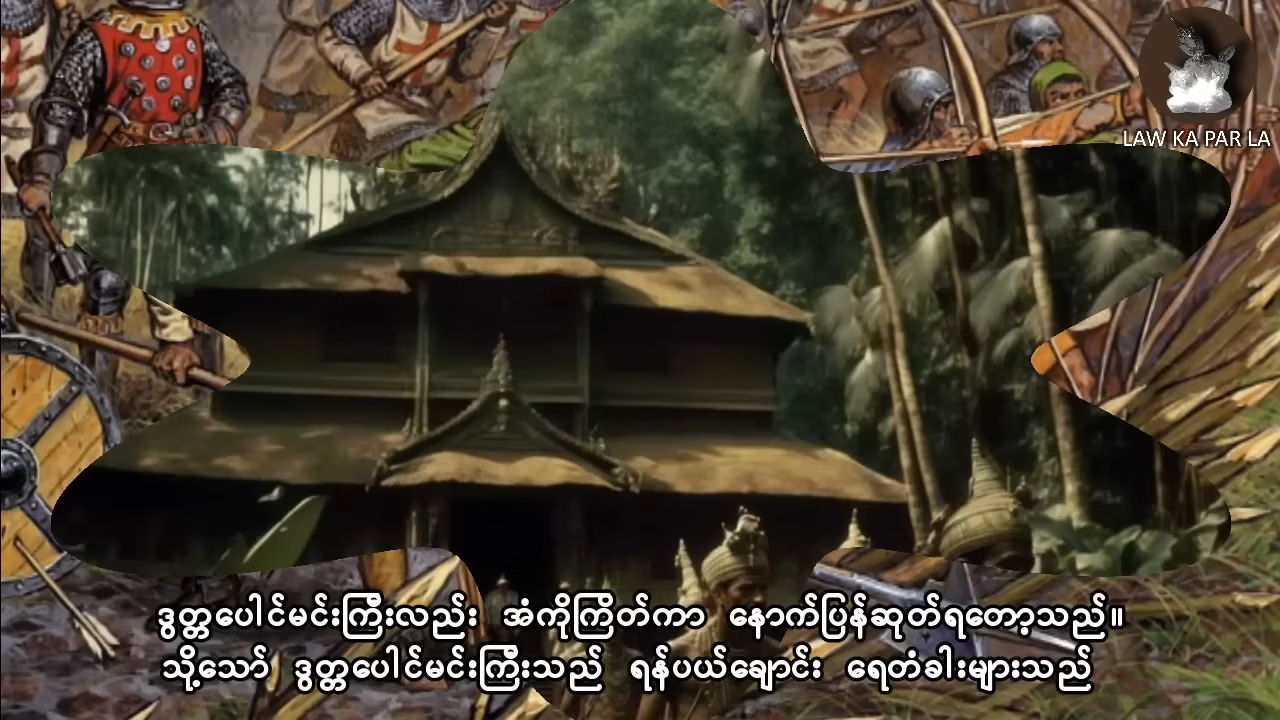 LAW KA PAR LA
ဒွတ္တပေါင်မင်းကြီးလည်း အံကိုကြိတ်ကာ နောက်ပြန်ဆုတ်ရတော့သည်။
သို့သော် ဒွတ္တပေါင်မင်းကြီးသည် ရန်ပယ်ချောင်း ရေတံခါးများသည်